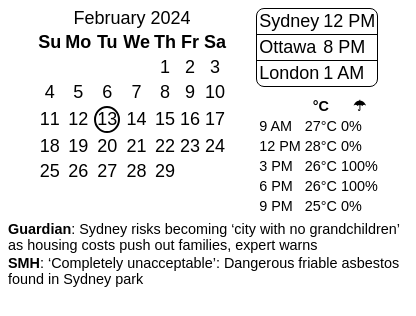 February 2024
Su Mo Tu We Th Fr Sa
1 2 3
4 5 6 7 8 9 10
11 12 13 14 15 16 17
18 19 20 21 22 23 24
25 26 27 28 29
Sydney 12 PM
Ottawa 8 PM
London 1 AM
°C ☂
9 AM 27°C 0%
12 PM 28°C 0%
3 PM 26°C 100%
6 PM 26°C 100%
9 PM 25°C 0%
Guardian: Sydney risks becoming ‘city with no grandchildren’
as housing costs push out families, expert warns
SMH: ‘Completely unacceptable’: Dangerous friable asbestos
found in Sydney park